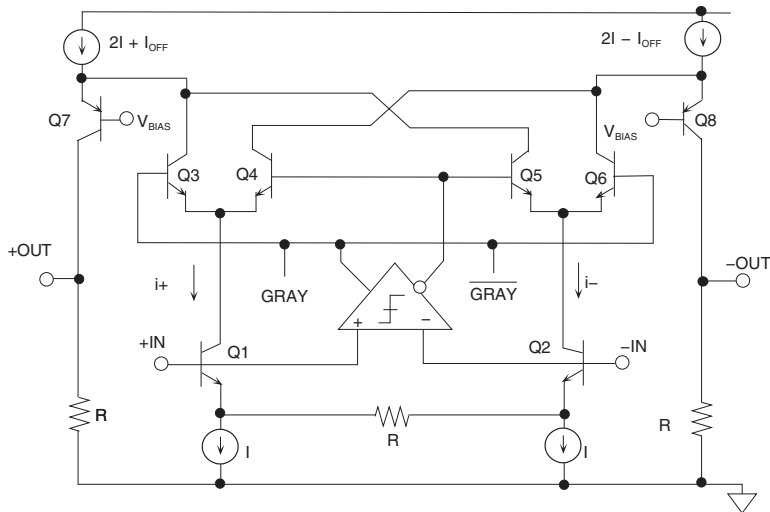 2I + I_OFF
2I – I_OFF
Q7
V_BIAS
V_BIAS
Q8
Q3
Q4
Q5
Q6
+OUT
–OUT
i+
GRAY
GRAY
i–
+
–
+IN
Q1
Q2
–IN
R
R
R
I
I